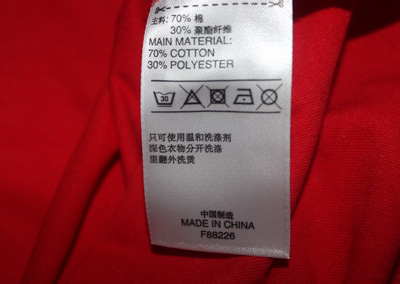 主料: 70% 棉
30% 聚酯纤维
MAIN MATERIAL:
70% COTTON
30% POLYESTER
30
只可使用温和洗涤剂
深色衣物分开洗涤
里翻外洗烫
中国制造
MADE IN CHINA
F88226